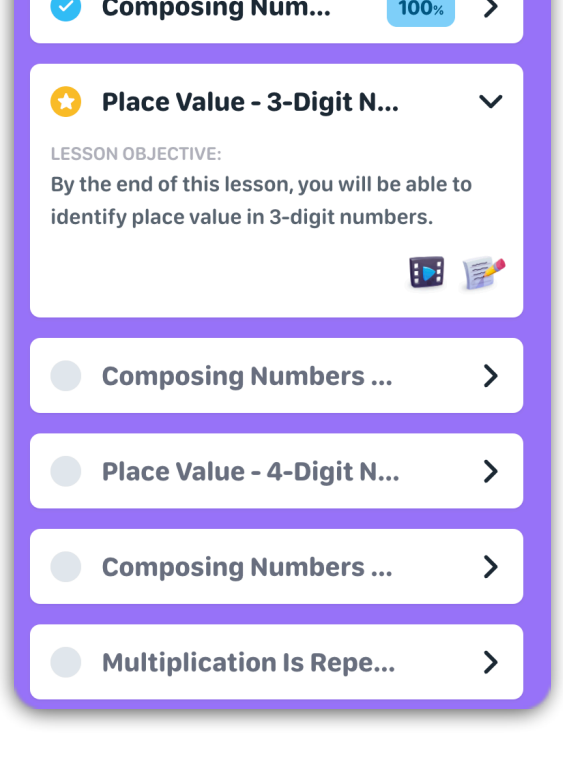 Composing Num...
100%
Place Value - 3-Digit N...
LESSON OBJECTIVE:
By the end of this lesson, you will be able to
identify place value in 3-digit numbers.
Composing Numbers ...
Place Value - 4-Digit N...
Composing Numbers ...
Multiplication Is Repe...